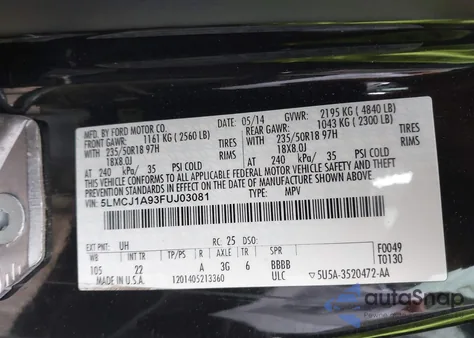 MFD. BY FORD MOTOR CO.
DATE: 05/14 GVWR: 2195 KG ( 4840 LB)
FRONT GAWR: 1161 KG ( 2560 LB) REAR GAWR: 1043 KG ( 2300 LB)
WITH 235/50R18 97H TIRES WITH 235/50R18 97H TIRES
18X8.0J RIMS 18X8.0J RIMS
AT 240 kPa/ 35 PSI COLD AT 240 kPa/ 35 PSI COLD
THIS VEHICLE CONFORMS TO ALL APPLICABLE FEDERAL MOTOR VEHICLE SAFETY AND THEFT PREVENTION STANDARDS IN EFFECT ON THE DATE OF MANUFACTURE SHOWN ABOVE.
VIN: 5LMCJ1A93FUJ03081 TYPE: MPV
EXT PNT: UH RC: 25 DSO:
WB INT TR TP/PS R AXLE TR SPR
105 22 A 3G 6 BBBB
MADE IN U.S.A. 1201405213360 ULC
F0049
T0130
5U5A-3520472-AA
autoSnap